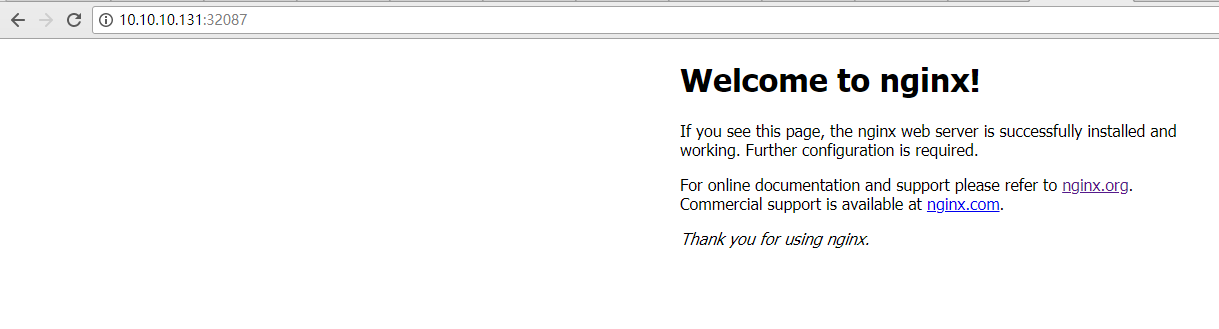 10.10.10.131:32087
Welcome to nginx!
If you see this page, the nginx web server is successfully installed and
working. Further configuration is required.
For online documentation and support please refer to nginx.org.
Commercial support is available at nginx.com.
Thank you for using nginx.